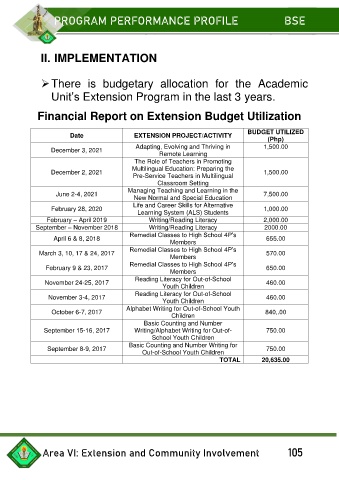 PROGRAM PERFORMANCE PROFILE BSE
II. IMPLEMENTATION
➢There is budgetary allocation for the Academic
Unit's Extension Program in the last 3 years.
Financial Report on Extension Budget Utilization
Date EXTENSION PROJECT/ACTIVITY BUDGET UTILIZED (Php)
December 3, 2021 Adapting, Evolving and Thriving in 1,500.00
Remote Learning
The Role of Teachers in Promoting
December 2, 2021 Multilingual Education: Preparing the 1,500.00
Pre-Service Teachers in Multilingual
Classroom Setting
June 2-4, 2021 Managing Teaching and Learning in the 7,500.00
New Normal and Special Education
February 28, 2020 Life and Career Skills for Alternative 1,000.00
Learning System (ALS) Students
February – April 2019 Writing/Reading Literacy 2,000.00
September – November 2018 Writing/Reading Literacy 2000.00
April 6 & 8, 2018 Remedial Classes to High School 4P's 655.00
Members
March 3, 10, 17 & 24, 2017 Remedial Classes to High School 4P's 570.00
Members
February 9 & 23, 2017 Remedial Classes to High School 4P's 650.00
Members
November 24-25, 2017 Reading Literacy for Out-of-School 460.00
Youth Children
November 3-4, 2017 Reading Literacy for Out-of-School 460.00
Youth Children
October 6-7, 2017 Alphabet Writing for Out-of-School Youth 840,.00
Children
Basic Counting and Number
September 15-16, 2017 Writing/Alphabet Writing for Out-of- 750.00
School Youth Children
September 8-9, 2017 Basic Counting and Number Writing for 750.00
Out-of-School Youth Children
TOTAL 20,635.00
Area VI: Extension and Community Involvement 105